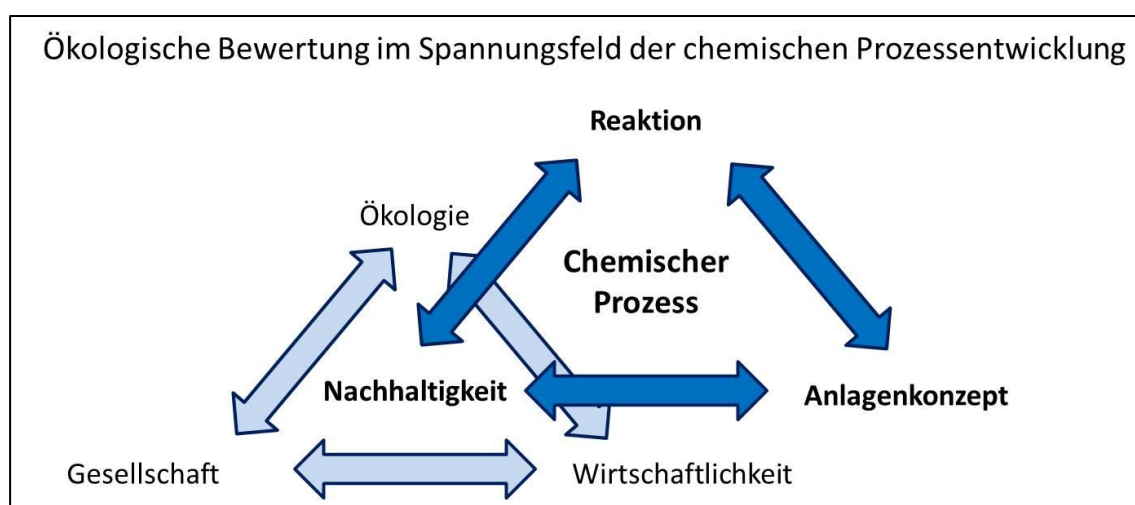 Ökologische Bewertung im Spannungsfeld der chemischen Prozessentwicklung
Reaktion
Ökologie
Chemischer
Prozess
Nachhaltigkeit
Anlagenkonzept
Gesellschaft
Wirtschaftlichkeit